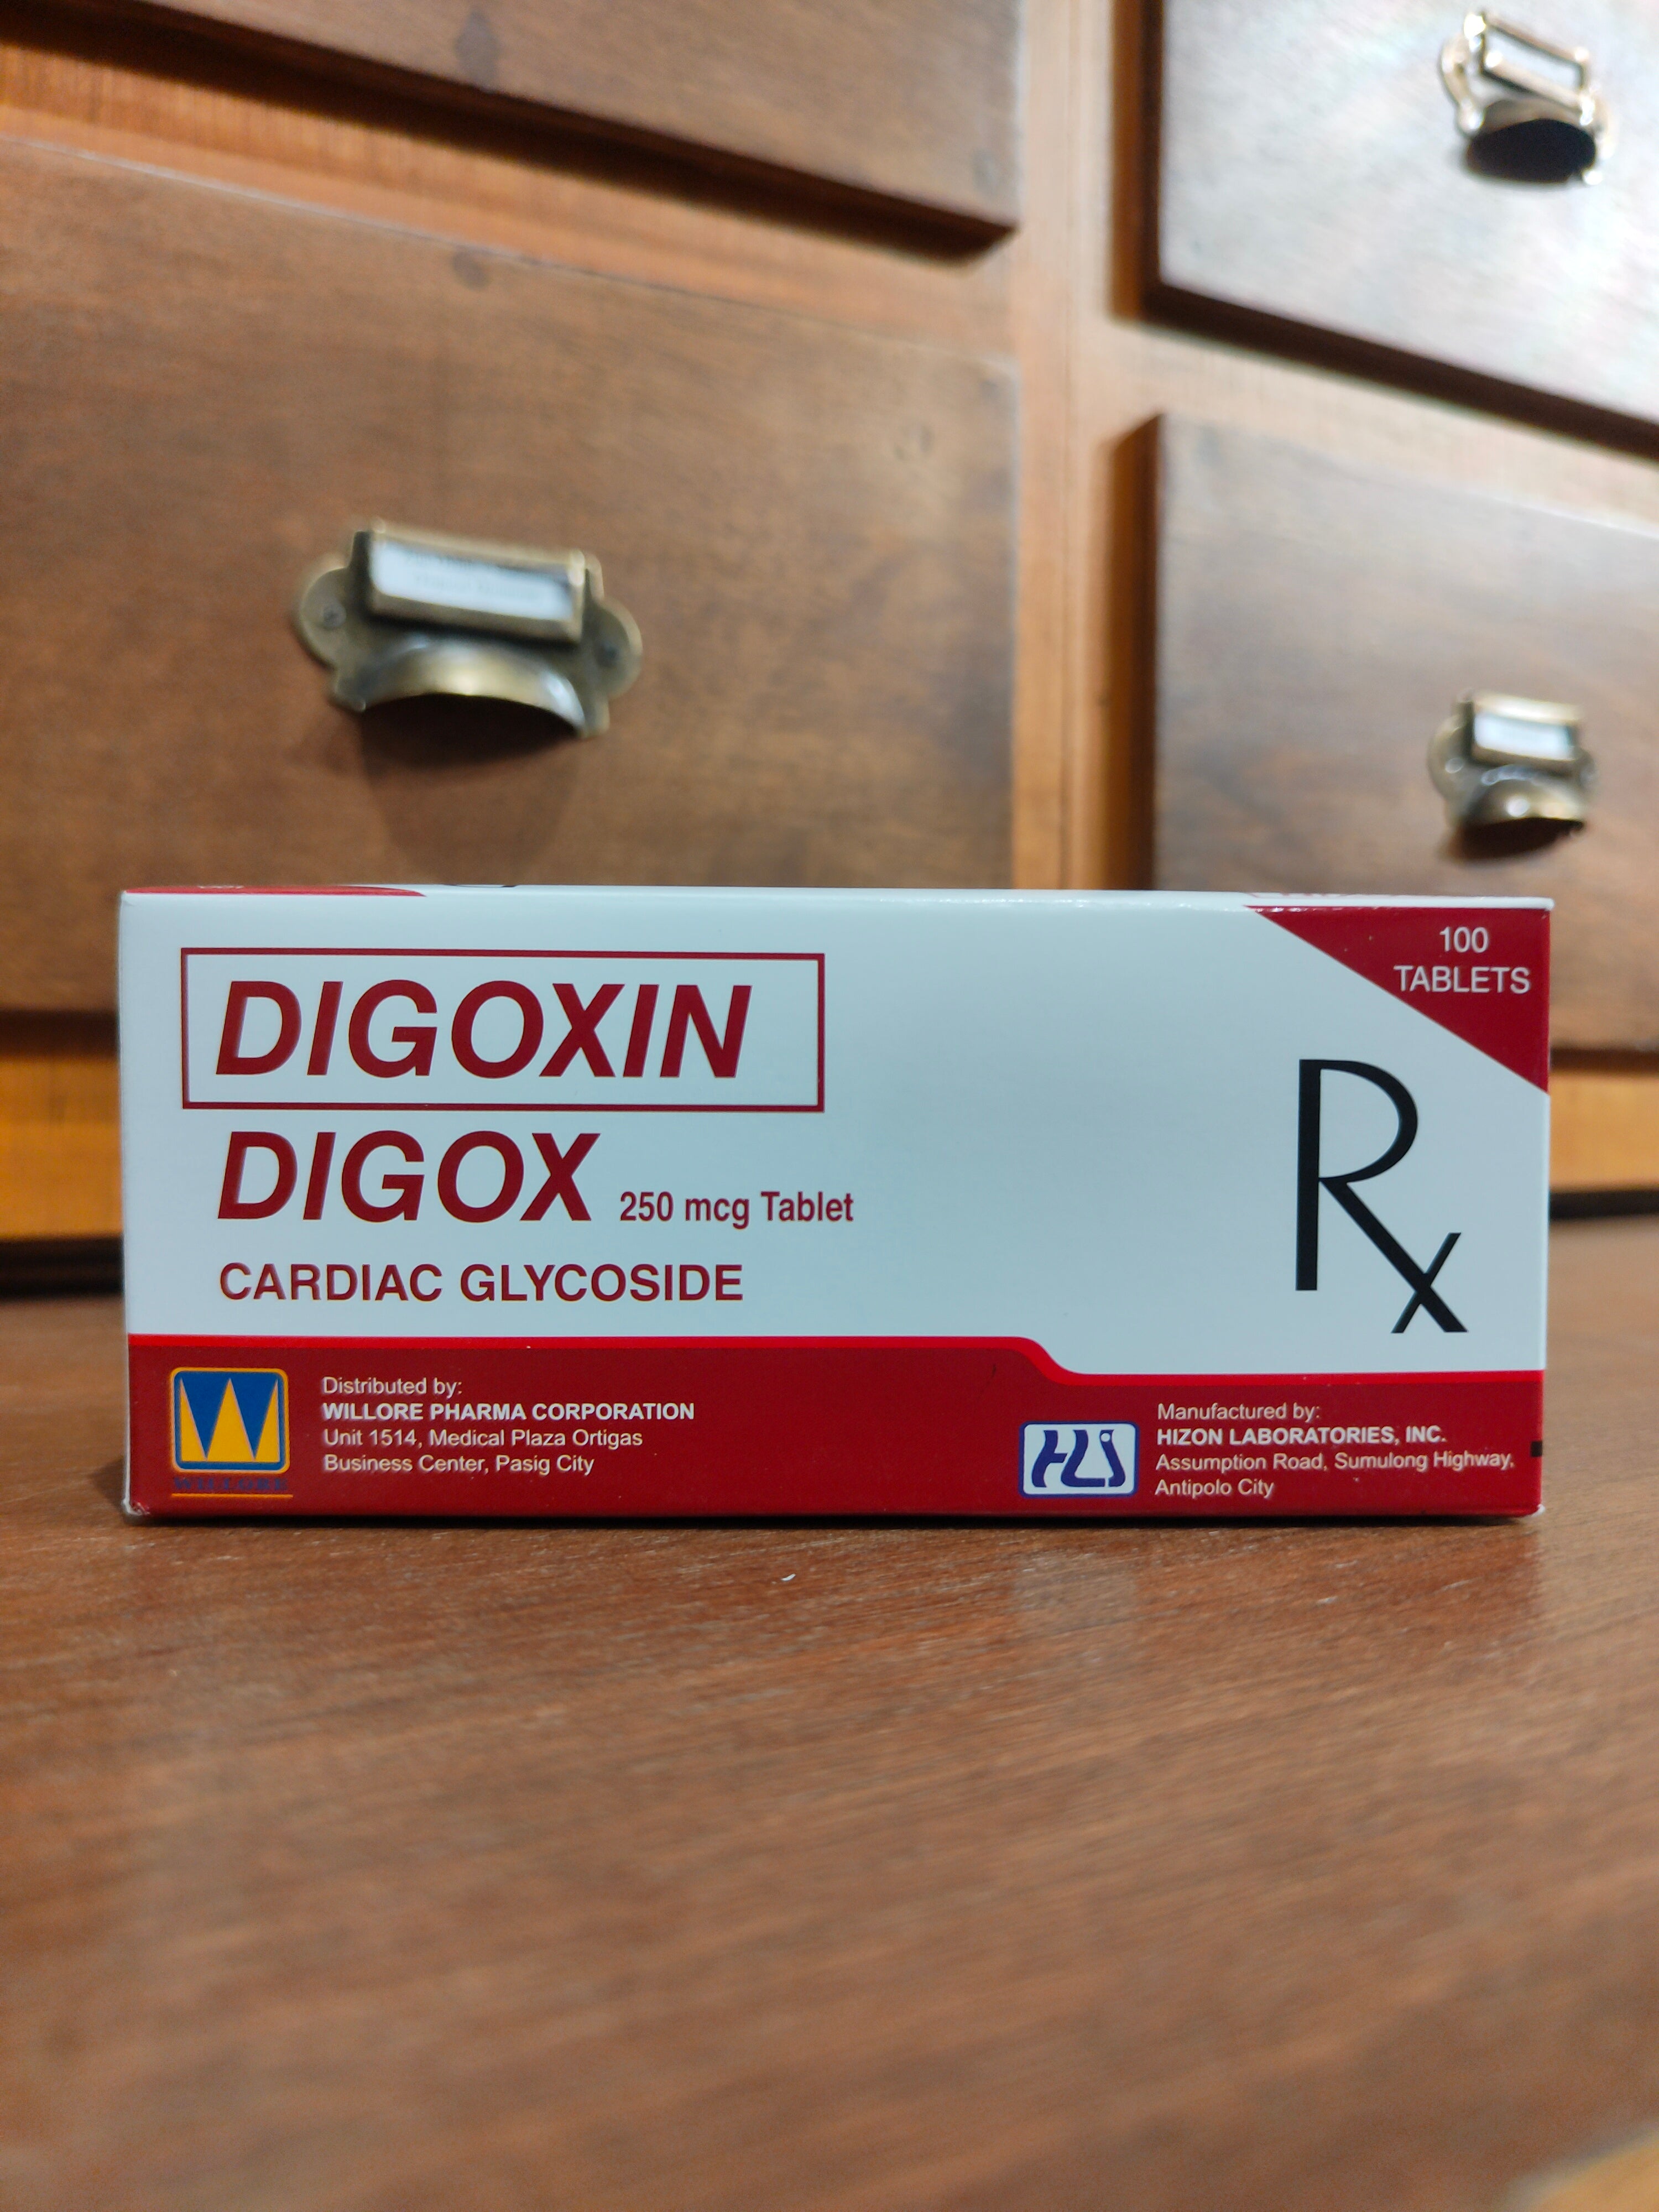 100
TABLETS
DIGOXIN
DIGOX 250 mcg Tablet
CARDIAC GLYCOSIDE
Rx
WILLORE
Distributed by:
WILLORE PHARMA CORPORATION
Unit 1514, Medical Plaza Ortigas
Business Center, Pasig City
HLI
Manufactured by:
HIZON LABORATORIES, INC.
Assumption Road, Sumulong Highway,
Antipolo City